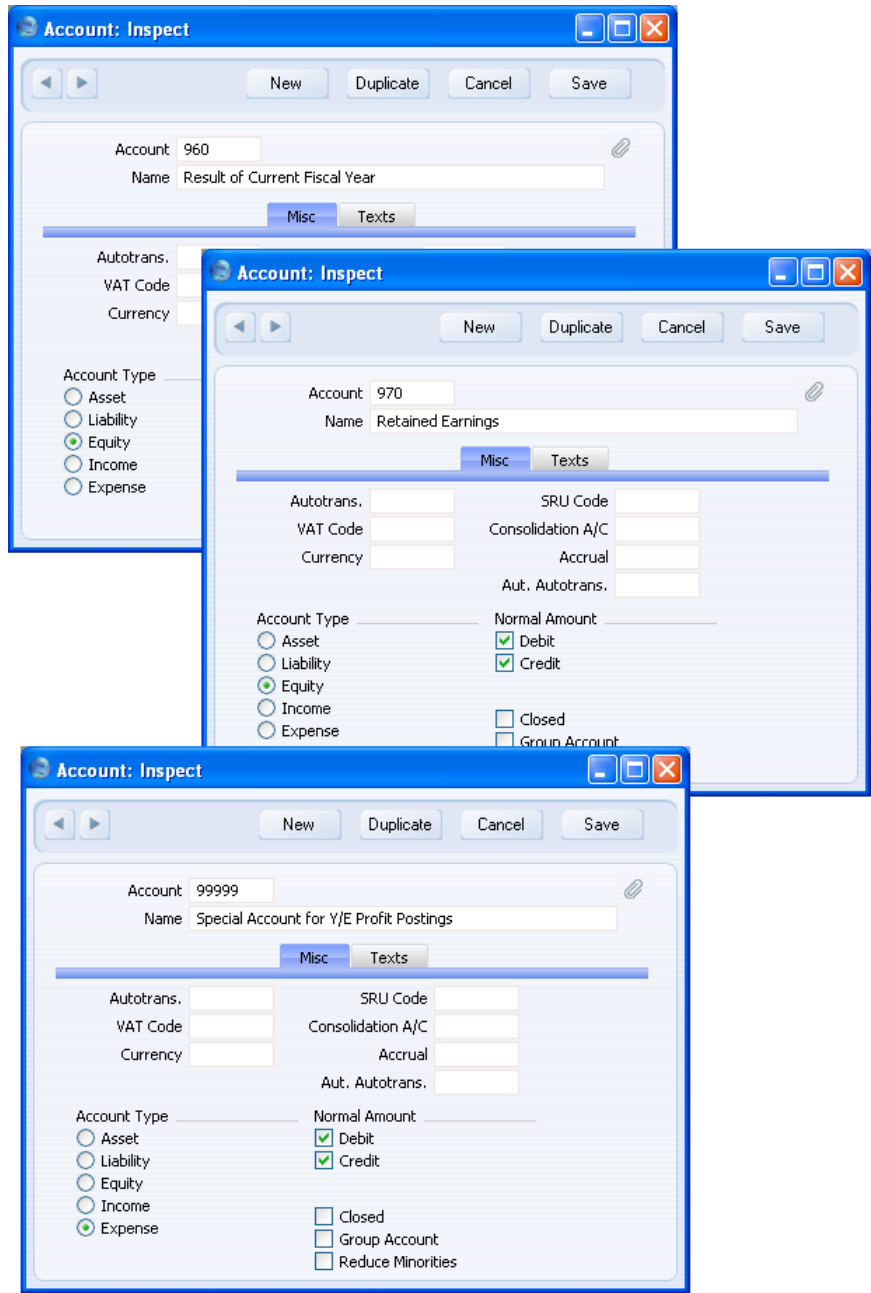 Account: Inspect
New Duplicate Cancel Save
Account 960
Name Result of Current Fiscal Year
Misc Texts
Autotrans.
VAT Code
Currency
Account Type
Asset
Liability
Equity
Income
Expense
Account: Inspect
New Duplicate Cancel Save
Account 970
Name Retained Earnings
Misc Texts
Autotrans. SRU Code
VAT Code Consolidation A/C
Currency Accrual
Aut. Autotrans.
Account Type Normal Amount
Asset Debit
Liability Credit
Equity
Income Closed
Expense Group Account
Account: Inspect
New Duplicate Cancel Save
Account 99999
Name Special Account for Y/E Profit Postings
Misc Texts
Autotrans. SRU Code
VAT Code Consolidation A/C
Currency Accrual
Aut. Autotrans.
Account Type Normal Amount
Asset Debit
Liability Credit
Equity
Income Closed
Expense Group Account
Reduce Minorities